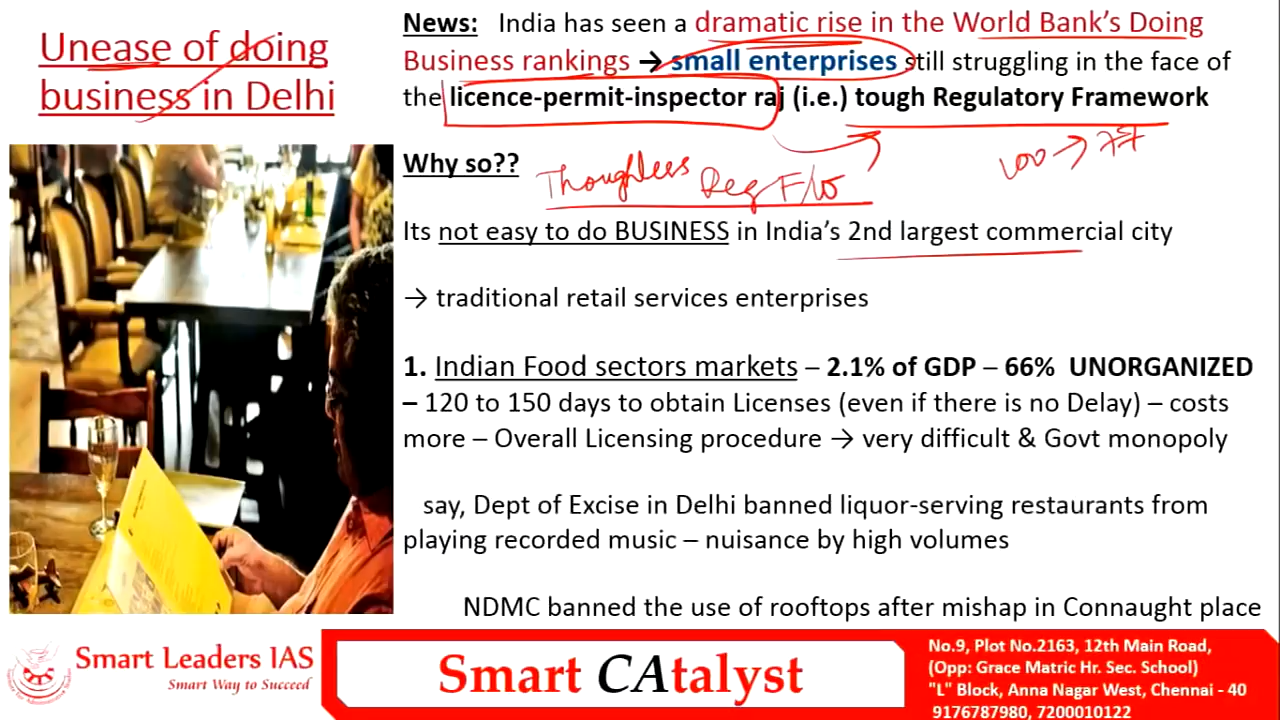 Unease of doing
business in Delhi
News: India has seen a dramatic rise in the World Bank's Doing
Business rankings → small enterprises still struggling in the face of
the licence-permit-inspector raj (i.e.) tough Regulatory Framework
100 → 77
Why so??
Thoughless Reg F/w
Its not easy to do BUSINESS in India's 2nd largest commercial city
→ traditional retail services enterprises
1. Indian Food sectors markets – 2.1% of GDP – 66% UNORGANIZED
– 120 to 150 days to obtain Licenses (even if there is no Delay) – costs
more – Overall Licensing procedure → very difficult & Govt monopoly
say, Dept of Excise in Delhi banned liquor-serving restaurants from
playing recorded music – nuisance by high volumes
NDMC banned the use of rooftops after mishap in Connaught place
Smart Leaders IAS
Smart Way to Succeed
Smart CAtalyst
No.9, Plot No.2163, 12th Main Road,
(Opp: Grace Matric Hr. Sec. School)
"L" Block, Anna Nagar West, Chennai - 40
9176787980, 7200010122